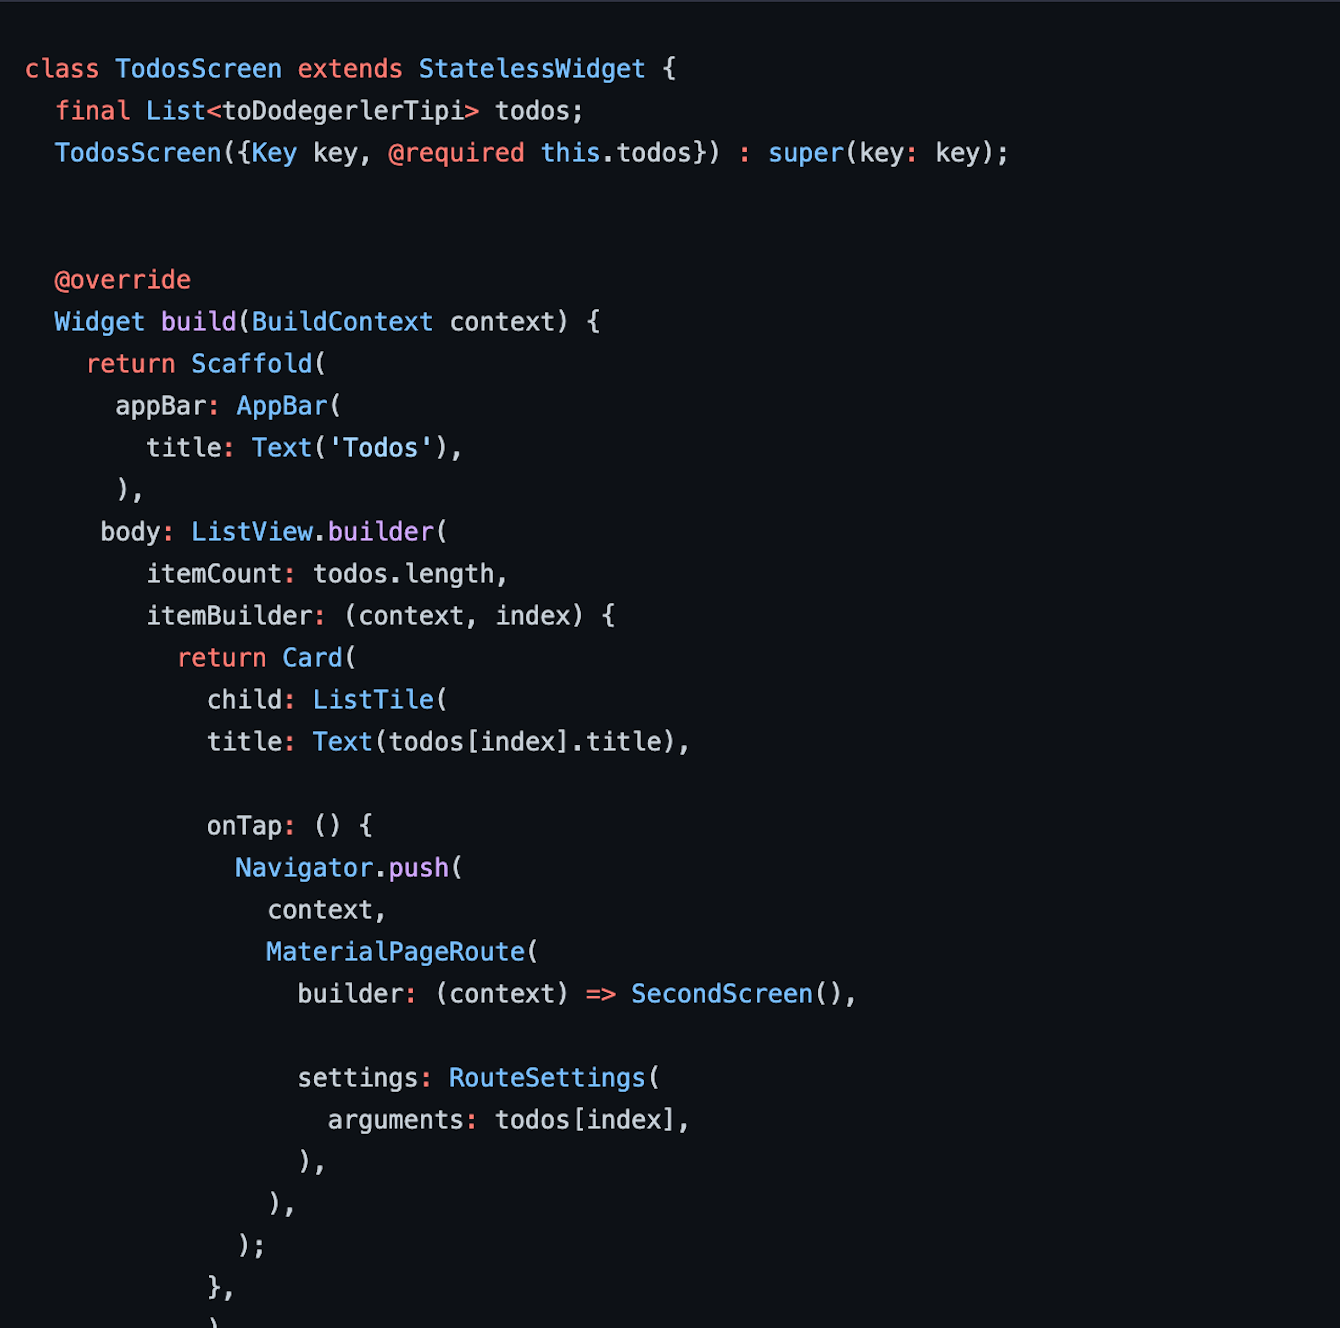 class TodosScreen extends StatelessWidget {
final List<toDodegerlerTipi> todos;
TodosScreen({Key key, @required this.todos}) : super(key: key);
@override
Widget build(BuildContext context) {
return Scaffold(
appBar: AppBar(
title: Text('Todos'),
),
body: ListView.builder(
itemCount: todos.length,
itemBuilder: (context, index) {
return Card(
child: ListTile(
title: Text(todos[index].title),
onTap: () {
Navigator.push(
context,
MaterialPageRoute(
builder: (context) => SecondScreen(),
settings: RouteSettings(
arguments: todos[index],
),
),
);
},
)